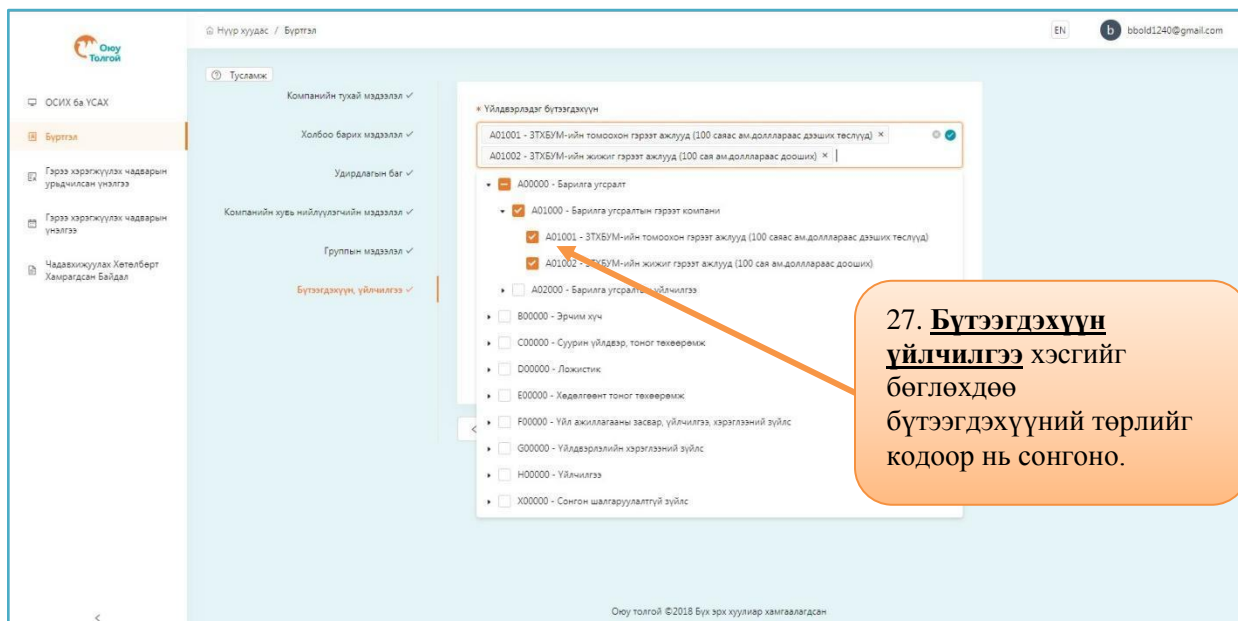 Оюу
Толгой
Нүүр хуудас / Бүртгэл
EN
b
bbold1240@gmail.com
Тусламж
ОСИХ ба УСАХ
Бүртгэл
Гэрээ хэрэгжүүлэх чадварын
урьдчилсан үнэлгээ
Гэрээ хэрэгжүүлэх чадварын
үнэлгээ
Чадавхижуулах Хөтөлбөрт
Хамрагдсан Байдал
Компанийн тухай мэдээлэл ✓
Холбоо барих мэдээлэл ✓
Удирдлагын баг ✓
Компанийн хувь нийлүүлэгчийн мэдээлэл ✓
Группын мэдээлэл ✓
Бүтээгдэхүүн, үйлчилгээ ✓
* Үйлдвэрлэдэг бүтээгдэхүүн
A01001 - ЗТХБУМ-ийн томоохон гэрээт ажлууд (100 саяас ам.долллараас дээших төслүүд) ×
A01002 - ЗТХБУМ-ийн жижиг гэрээт ажлууд (100 сая ам.долллараас дооших) ×
A00000 - Барилга угсралт
A01000 - Барилга угсралтын гэрээт компани
A01001 - ЗТХБУМ-ийн томоохон гэрээт ажлууд (100 саяас ам.долллараас дээших төслүүд)
A01002 - ЗТХБУМ-ийн жижиг гэрээт ажлууд (100 сая ам.долллараас дооших)
A02000 - Барилга угсралтын үйлчилгээ
B00000 - Эрчим хүч
C00000 - Суурин үйлдвэр, тоног төхөөрөмж
D00000 - Ложистик
E00000 - Хөдөлгөөнт тоног төхөөрөмж
F00000 - Үйл ажиллагааны засвар, үйлчилгээ, хэрэглээний зүйлс
G00000 - Үйлдвэрлэлийн хэрэглээний зүйлс
H00000 - Үйлчилгээ
X00000 - Сонгон шалгаруулалтгүй зүйлс
27. Бүтээгдэхүүн
үйлчилгээ хэсгийг
бөглөхдөө
бүтээгдэхүүний төрлийг
кодоор нь сонгоно.
Оюу толгой ©2018 Бүх эрх хуулиар хамгаалагдсан